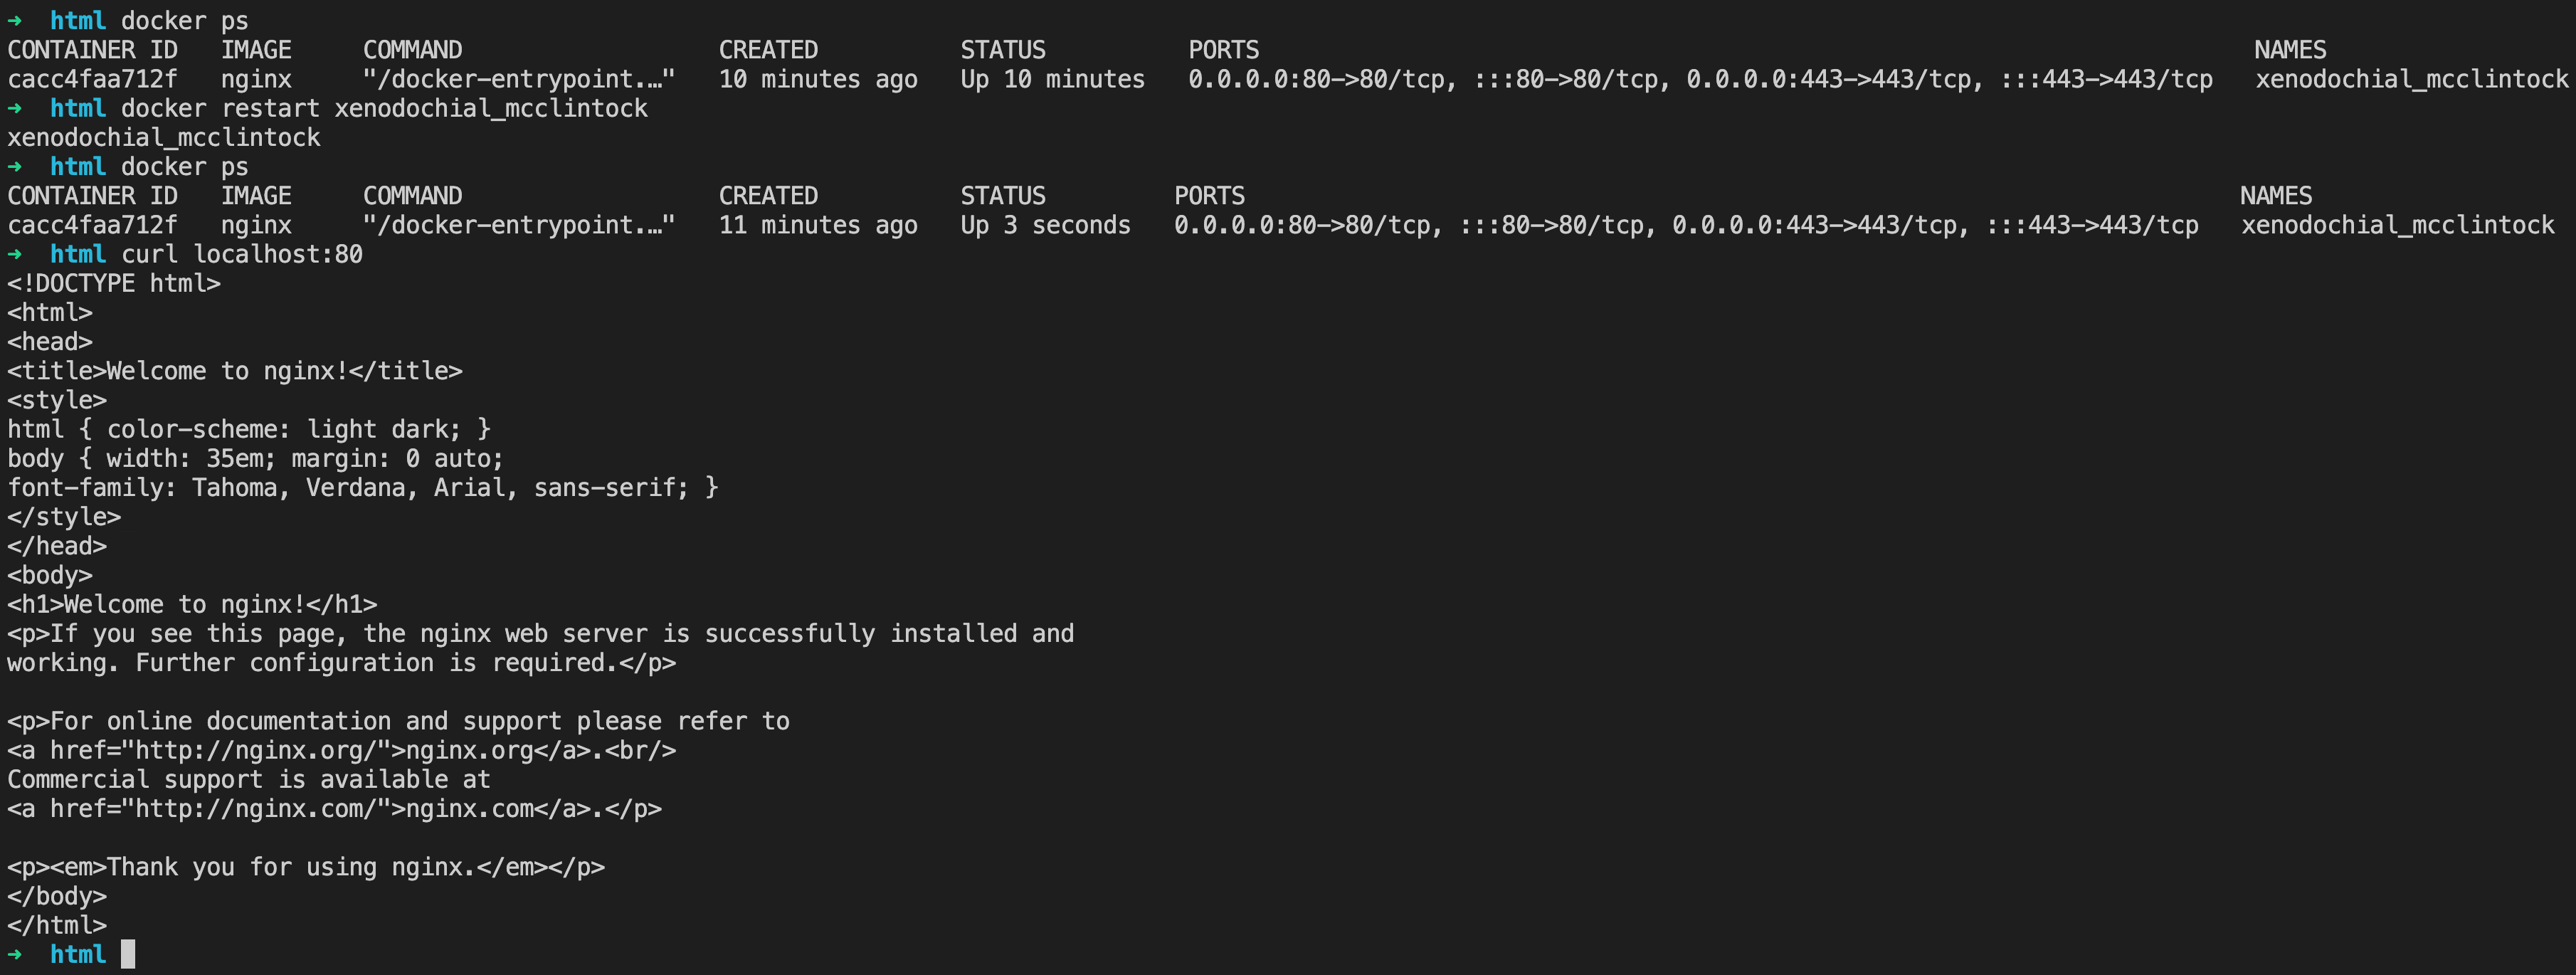 ➜  html docker ps
CONTAINER ID   IMAGE     COMMAND                  CREATED          STATUS          PORTS                                                                      NAMES
cacc4faa712f   nginx     "/docker-entrypoint.…"   10 minutes ago   Up 10 minutes   0.0.0.0:80->80/tcp, :::80->80/tcp, 0.0.0.0:443->443/tcp, :::443->443/tcp   xenodochial_mcclintock
➜  html docker restart xenodochial_mcclintock
xenodochial_mcclintock
➜  html docker ps
CONTAINER ID   IMAGE     COMMAND                  CREATED          STATUS         PORTS                                                                      NAMES
cacc4faa712f   nginx     "/docker-entrypoint.…"   11 minutes ago   Up 3 seconds   0.0.0.0:80->80/tcp, :::80->80/tcp, 0.0.0.0:443->443/tcp, :::443->443/tcp   xenodochial_mcclintock
➜  html curl localhost:80
<!DOCTYPE html>
<html>
<head>
<title>Welcome to nginx!</title>
<style>
html { color-scheme: light dark; }
body { width: 35em; margin: 0 auto;
font-family: Tahoma, Verdana, Arial, sans-serif; }
</style>
</head>
<body>
<h1>Welcome to nginx!</h1>
<p>If you see this page, the nginx web server is successfully installed and
working. Further configuration is required.</p>

<p>For online documentation and support please refer to
<a href="http://nginx.org/">nginx.org</a>.<br/>
Commercial support is available at
<a href="http://nginx.com/">nginx.com</a>.</p>

<p><em>Thank you for using nginx.</em></p>
</body>
</html>
➜  html